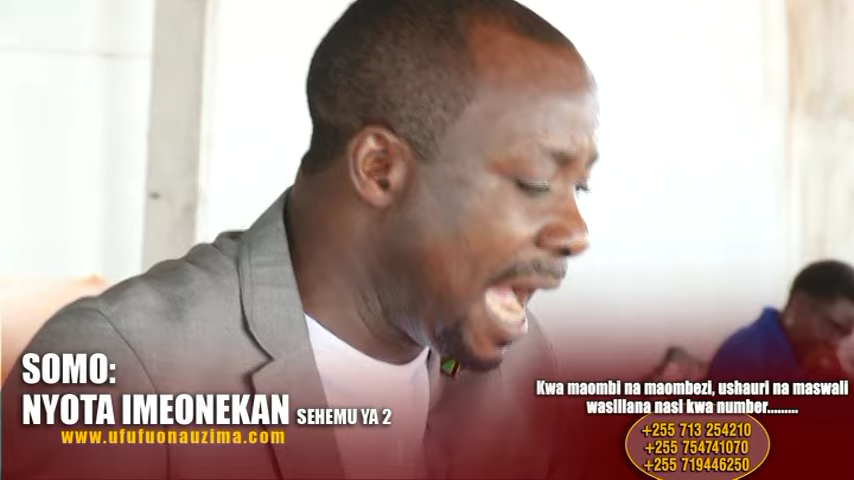 SOMO:
NYOTA IMEONEKAN SEHEMU YA 2
www.ufufuonauzima.com
Kwa maombi na maombezi, ushauri na maswali
wasiliana nasi kwa number.........
+255 713 254210
+255 754741070
+255 719446250